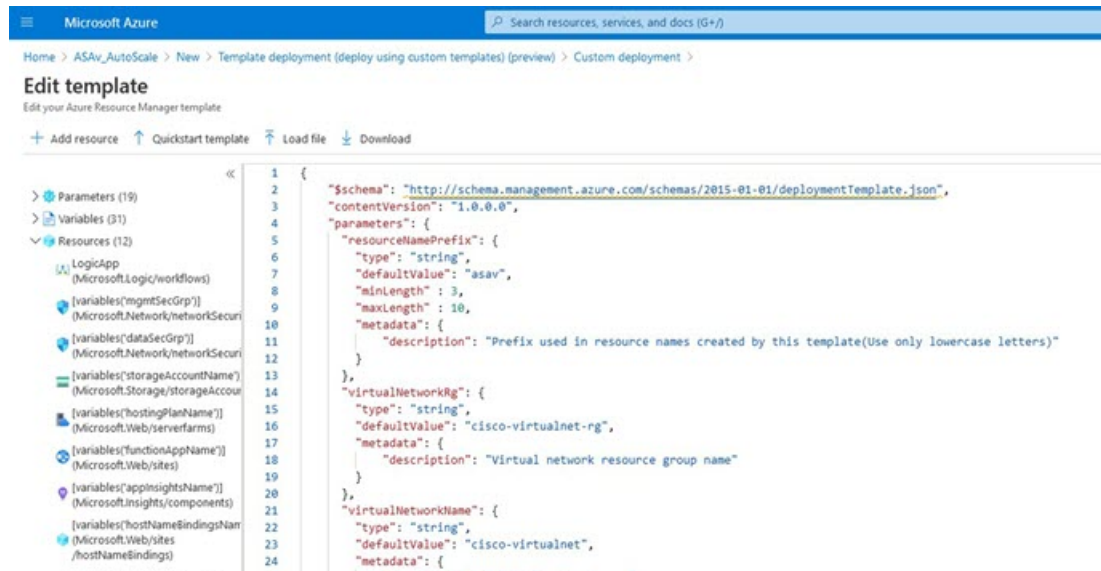 Microsoft Azure
Search resources, services, and docs (G+/)
Home > ASAv_AutoScale > New > Template deployment (deploy using custom templates) (preview) > Custom deployment >
Edit template
Edit your Azure Resource Manager template
+ Add resource ↑ Quickstart template ↑ Load file ↓ Download
«
> Parameters (19)
> Variables (31)
Resources (12)
LogicApp
(Microsoft.Logic/workflows)
[variables('mgmtSecGrp')]
(Microsoft.Network/networkSecuri
[variables('dataSecGrp')]
(Microsoft.Network/networkSecuri
[variables('storageAccountName')
(Microsoft.Storage/storageAccour
[variables('hostingPlanName')]
(Microsoft.Web/serverfarms)
[variables('functionAppName')]
(Microsoft.Web/sites)
[variables('appInsightsName')]
(Microsoft.Insights/components)
[variables('hostNameBindingsNam
(Microsoft.Web/sites
/hostNameBindings)
1 {
2 "$schema": "http://schema.management.azure.com/schemas/2015-01-01/deploymentTemplate.json",
3 "contentVersion": "1.0.0.0",
4 "parameters": {
5 "resourceNamePrefix": {
6 "type": "string",
7 "defaultValue": "asav",
8 "minLength" : 3,
9 "maxLength" : 10,
10 "metadata": {
11 "description": "Prefix used in resource names created by this template(Use only lowercase letters)"
12 }
13 },
14 "virtualNetworkRg": {
15 "type": "string",
16 "defaultValue": "cisco-virtualnet-rg",
17 "metadata": {
18 "description": "Virtual network resource group name"
19 }
20 },
21 "virtualNetworkName": {
22 "type": "string",
23 "defaultValue": "cisco-virtualnet",
24 "metadata": {